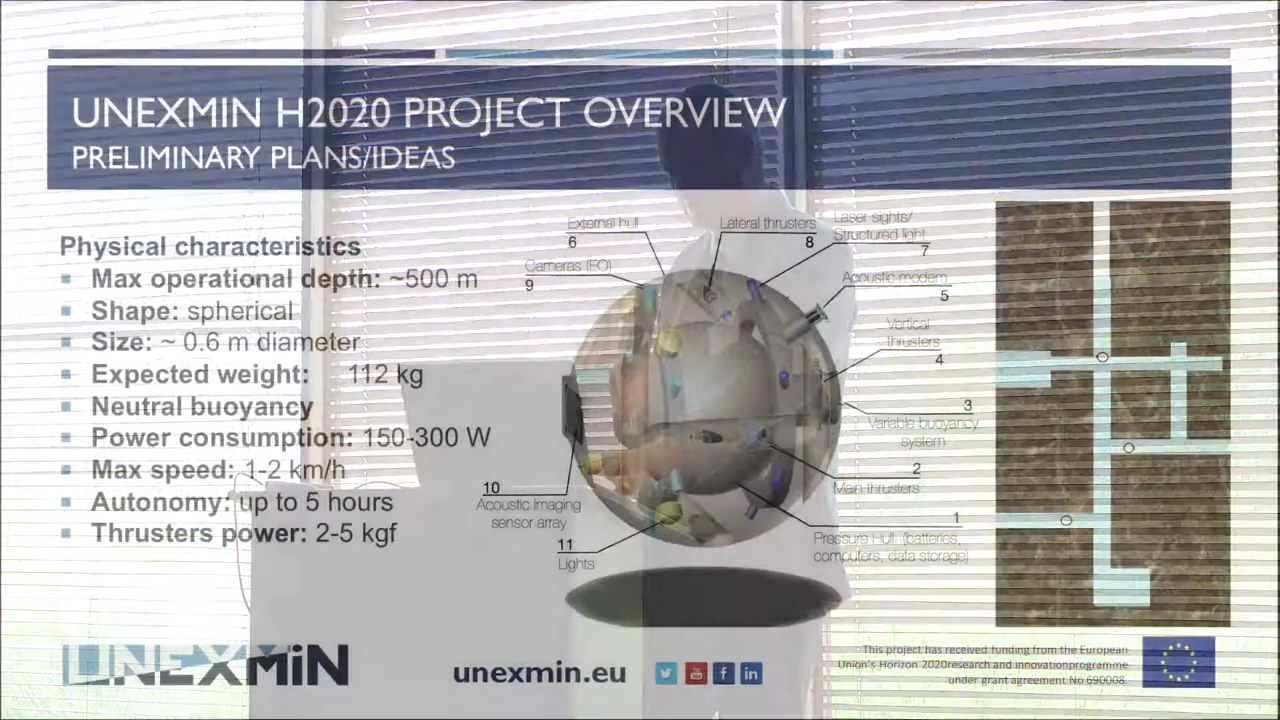 UNEXMIN H2020 PROJECT OVERVIEW
PRELIMINARY PLANS/IDEAS
Physical characteristics
Max operational depth: ~500 m
Shape: spherical
Size: ~ 0.6 m diameter
Expected weight: 112 kg
Neutral buoyancy
Power consumption: 150-300 W
Max speed: 1-2 km/h
Autonomy: up to 5 hours
Thrusters power: 2-5 kgf
External hull
6
Lateral thrusters
8
Laser sights/
Structured light
7
Cameras (EO)
9
Acoustic modem
5
Vertical
thrusters
4
3
Variable buoyancy
system
2
Main thrusters
10
Acoustic imaging
sensor array
1
Pressure Hull (batteries,
computers, data storage)
11
Lights
UNEXMiN
unexmin.eu
This project has received funding from the European
Union's Horizon 2020research and innovationprogramme
under grant agreement No 690008.